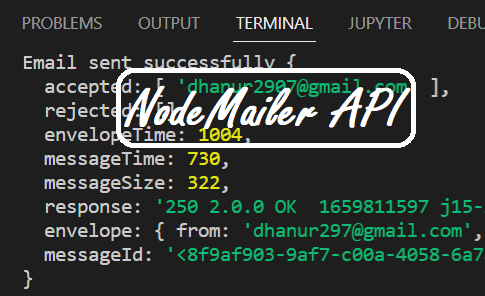 PROBLEMS OUTPUT TERMINAL JUPYTER DEBU
Email sent successfully {
accepted: [ 'dhanur2907@gmail.com ],
rejected: []
NodeMailer API
envelopeTime: 1004,
messageTime: 730,
messageSize: 322,
response: '250 2.0.0 OK 1659811597 j15-
envelope: { from: 'dhanur297@gmail.com',
messageId: '<8f9af903-9af7-c00a-4058-6a7
}